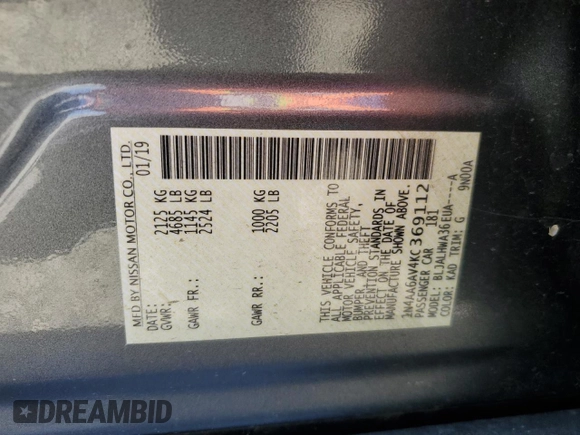 MFD BY NISSAN MOTOR CO., LTD.
DATE: 01/19
GVWR: 2125 KG
4685 LB
GAWR FR.: 1145 KG
2524 LB
GAWR RR.: 1000 KG
2205 LB
THIS VEHICLE CONFORMS TO
ALL APPLICABLE FEDERAL
MOTOR VEHICLE SAFETY,
BUMPER, AND THEFT
PREVENTION STANDARDS IN
EFFECT ON THE DATE OF
MANUFACTURE SHOWN ABOVE.
1N4AA6AV4KC369112
PASSENGER CAR 181
MODEL: BLJALHWA36EUA----A
COLOR: KAD TRIM: G 9N00A
DREAMBID